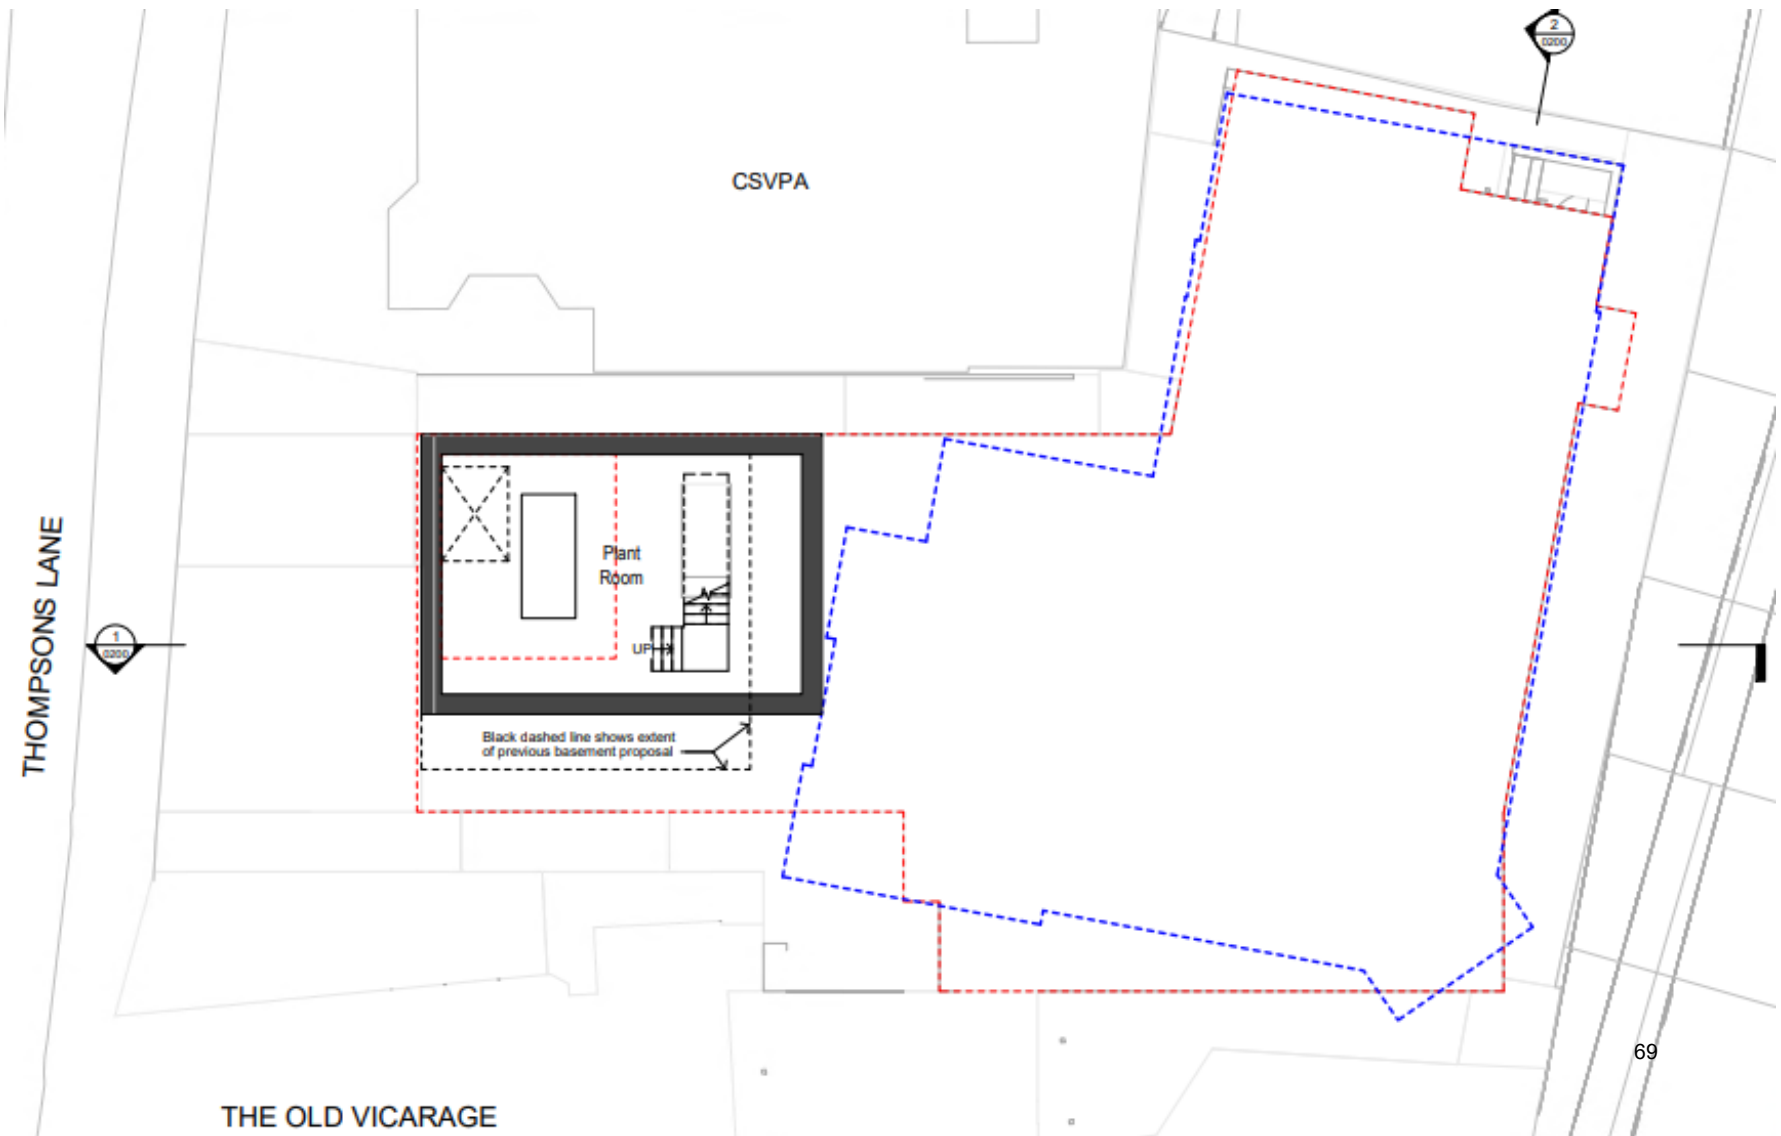 2
0200
CSVPA
THOMPSONS LANE
Plant
Room
UP
1
0200
Black dashed line shows extent
of previous basement proposal
69
THE OLD VICARAGE